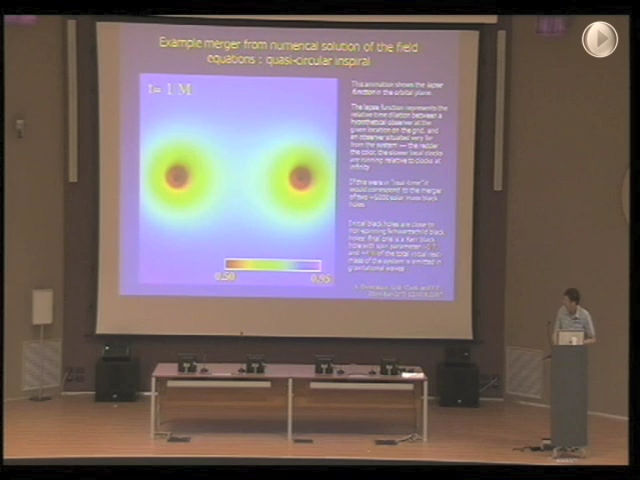 Example merger from numerical solution of the field
equations : quasi-circular inspiral
t= 1 M
This animation shows the lapse
function in the orbital plane.
The lapse function represents the
relative time dilation between a
hypothetical observer at the
given location on the grid, and
an observer situated very far
from the system — the redder
the color, the slower local clocks
are running relative to clocks at
infinity
If this were in "real-time" it
would correspond to the merger
of two ~5000 solar mass black
holes
Initial black holes are close to
non-spinning Schwarzschild black
holes; final one is a Kerr black
hole with spin parameter
of the total initial rest-
mass of the system is emitted in
gravitational waves
0.50
0.95